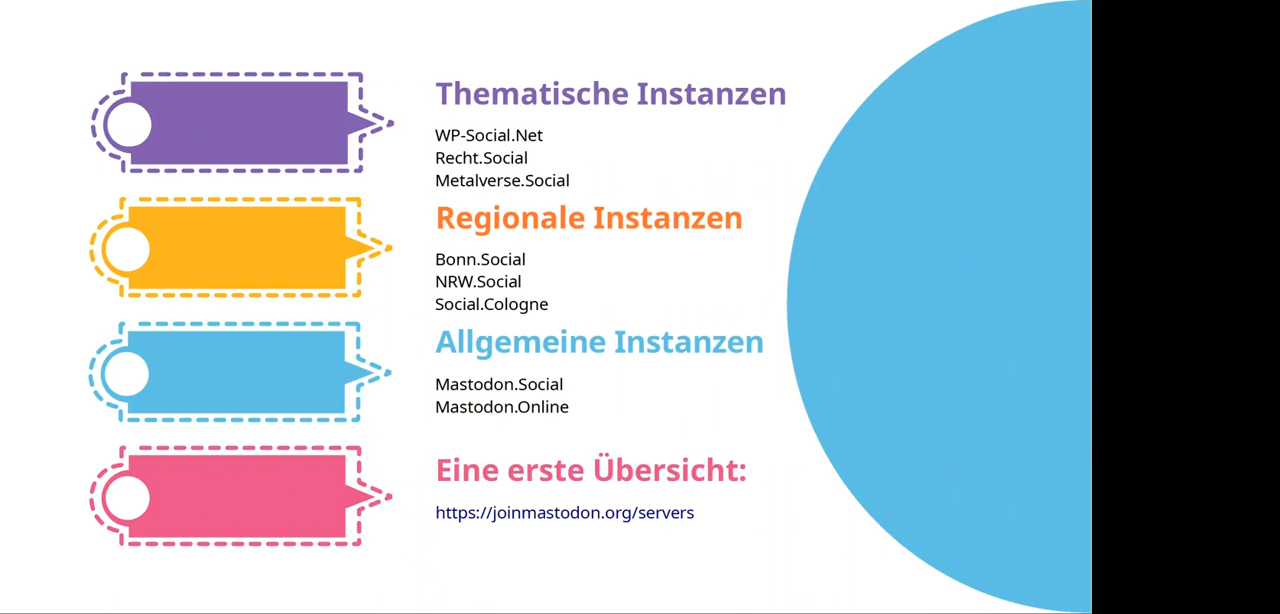 Thematische Instanzen
WP-Social.Net
Recht.Social
Metalverse.Social
Regionale Instanzen
Bonn.Social
NRW.Social
Social.Cologne
Allgemeine Instanzen
Mastodon.Social
Mastodon.Online
Eine erste Übersicht:
https://joinmastodon.org/servers